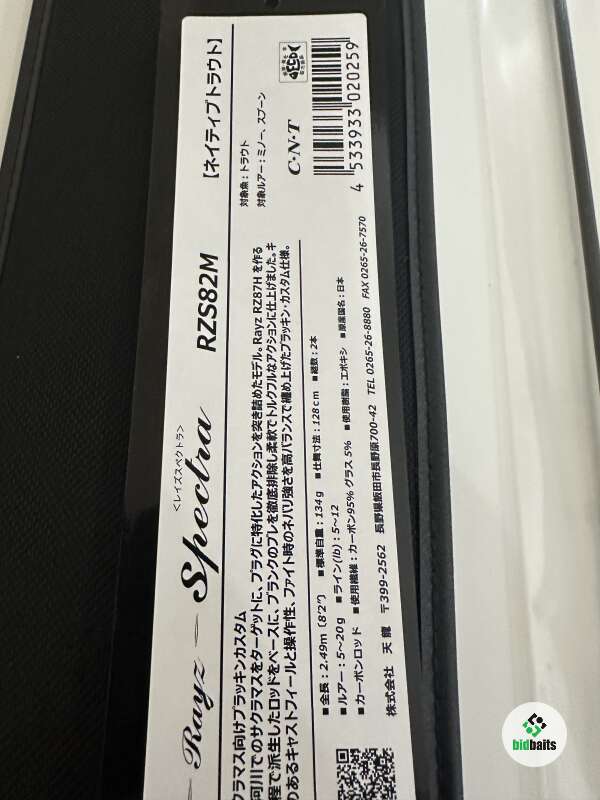 Rayz
<レイズスペクトラ>
Spectra
RZS82M
[ネイティブトラウト]
クラマス向けプラッキンカスタム
河川でのサクラマスをターゲットに、プラグに特化したアクションを突き詰めたモデル。Rayz RZ87H を作る
程で派生したロッドをベースに、ブランクのブレを徹底排除し柔軟でトルクフルなアクションに仕上げました。キ
のあるキャストフィールと操作性、ファイト時のネバリ強さを高バランスで纏め上げたプラッキン・カスタム仕様。
対象魚：トラウト
対象ルアー：ミノー、スプーン
C・N・T
4 533933 020259
■全長：2.49m（8'2"） ■標準自重：134g ■仕舞寸法：128cm ■継数：2本
■ルアー：5~20g ■ライン(lb)：5~12
■カーボンロッド ■使用繊維：カーボン95% グラス 5% ■使用樹脂：エポキシ ■原産国名：日本
株式会社 天龍 〒399-2562 長野県飯田市長野原700-42 TEL 0265-26-8880 FAX 0265-26-7570
bidbaits